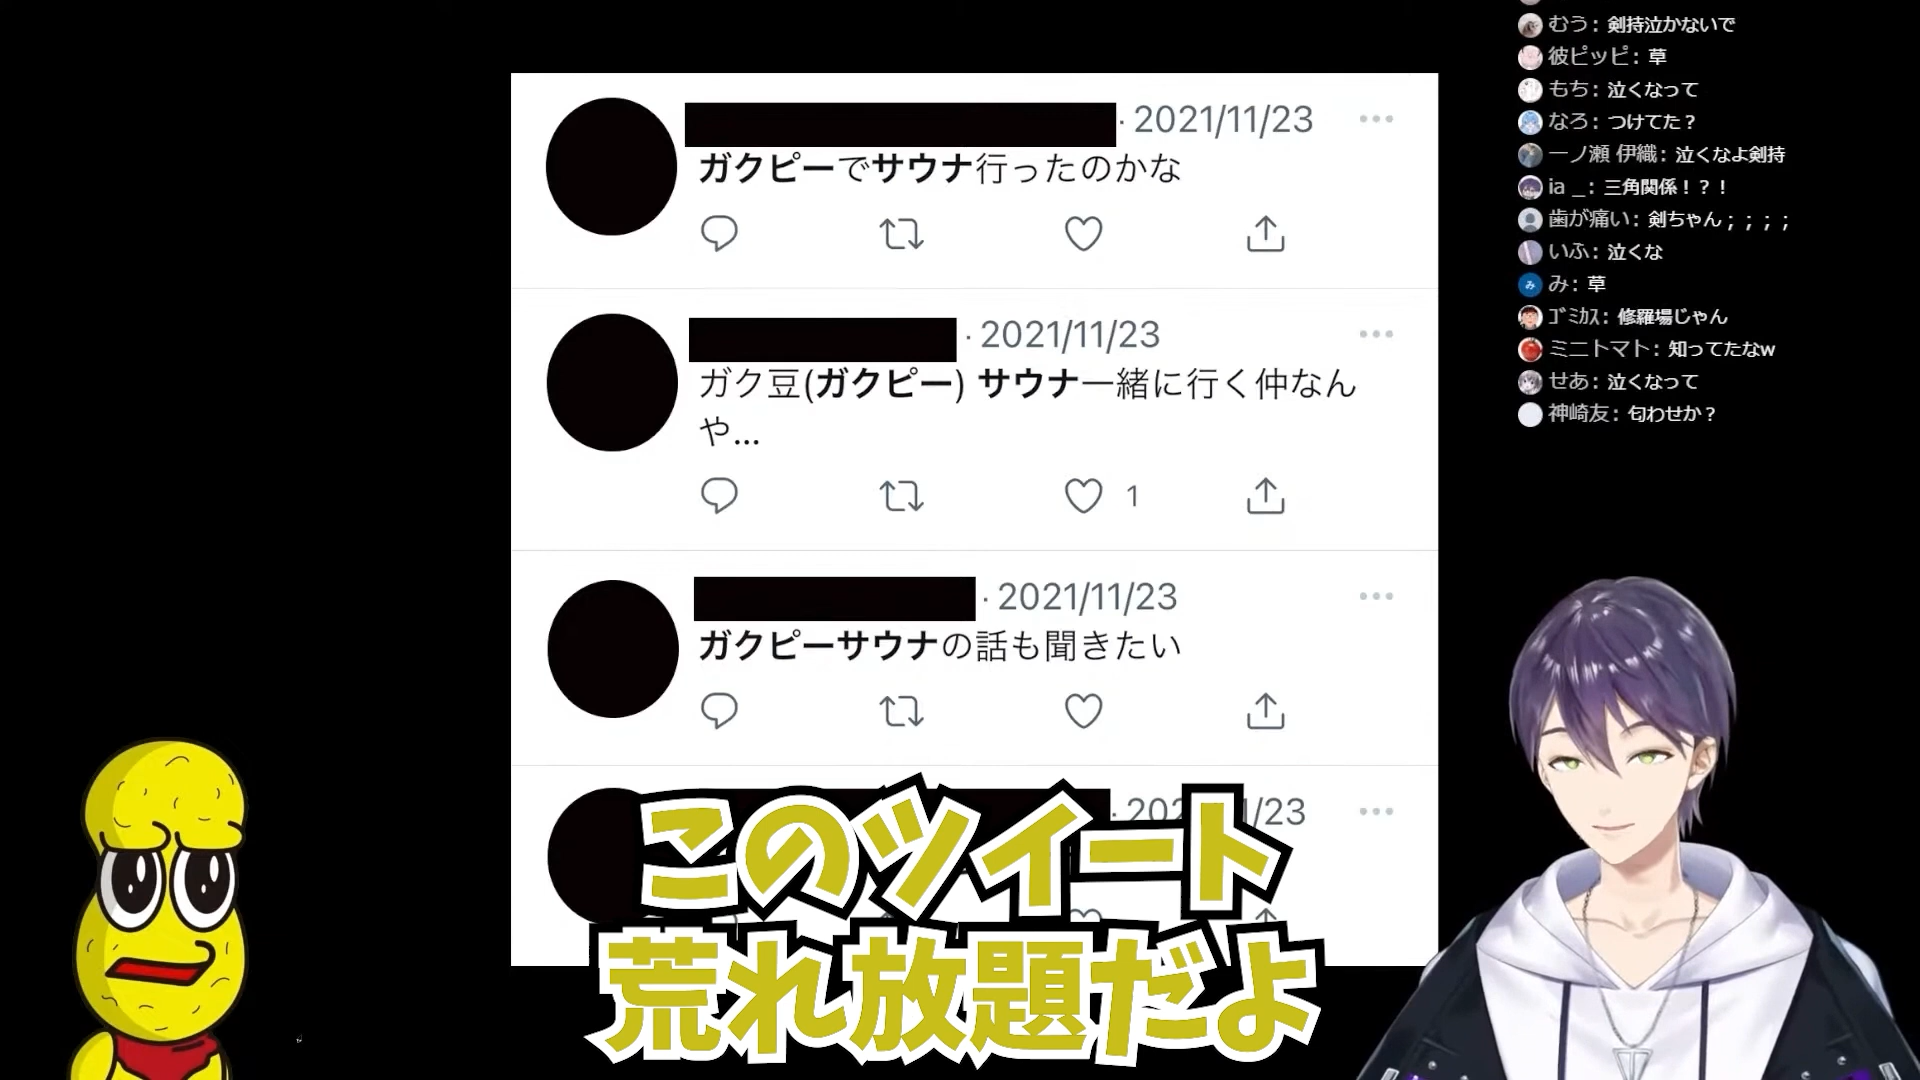 ・2021/11/23
ガクピーでサウナ行ったのかな
・2021/11/23
ガク豆(ガクピー) サウナ一緒に行く仲なん
や...
1
・2021/11/23
ガクピーサウナの話も聞きたい
このツイート
荒れ放題だよ
むう: 剣持泣かないで
彼ピッピ: 草
もち: 泣くなって
なろ: つけてた？
一ノ瀬 伊織: 泣くなよ剣持
ia _: 三角関係！？！
歯が痛い: 剣ちゃん；；；；
いふ: 泣くな
み
み: 草
ｺﾞﾐｶｽ: 修羅場じゃん
ミニトマト: 知ってたなw
せあ: 泣くなって
神崎友: 匂わせか？